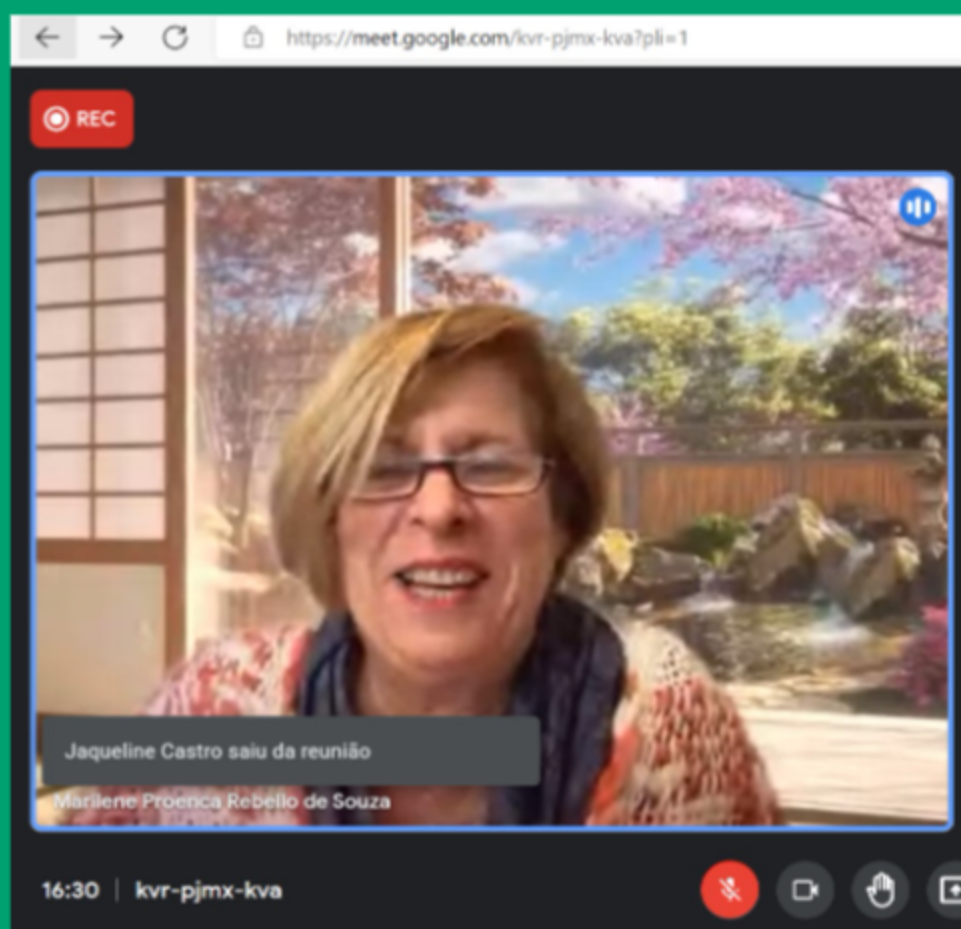 https://meet.google.com/kvr-pjmx-kva?pli=1
REC
Jaqueline Castro saiu da reunião
Marilene Proença Rebello de Souza
16:30 | kvr-pjmx-kva